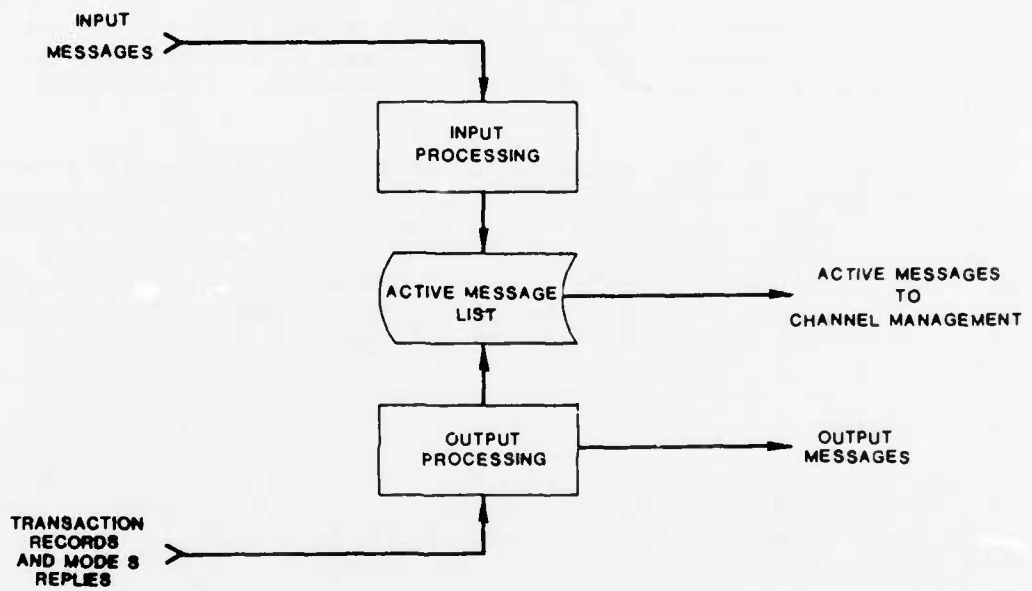 INPUT
MESSAGES
INPUT
PROCESSING
ACTIVE MESSAGE
LIST
ACTIVE MESSAGES
TO
CHANNEL MANAGEMENT
OUTPUT
PROCESSING
OUTPUT
MESSAGES
TRANSACTION
RECORDS
AND MODE S
REPLIES